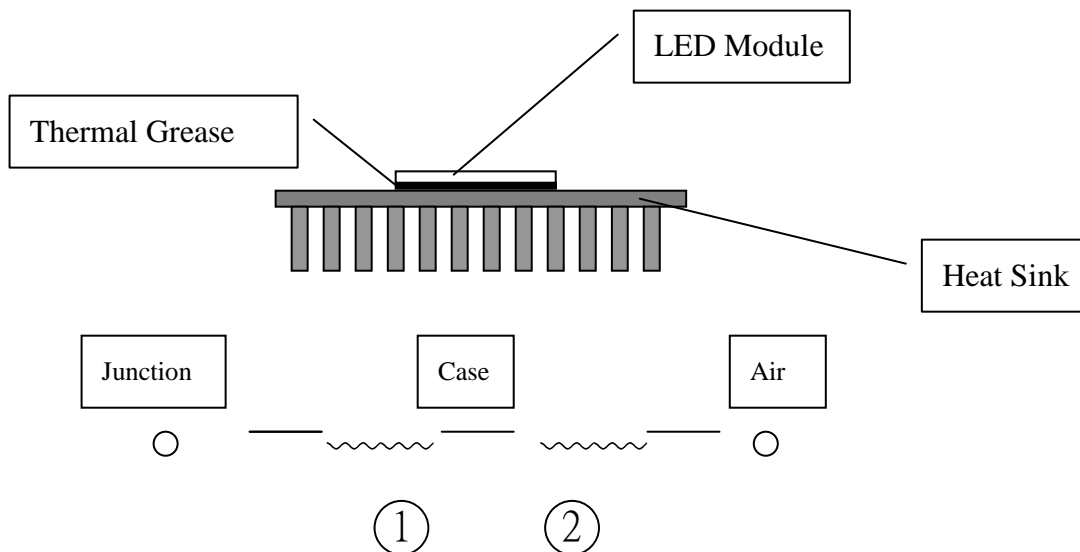 LED Module
Thermal Grease
Heat Sink
Junction
Case
Air
①
②